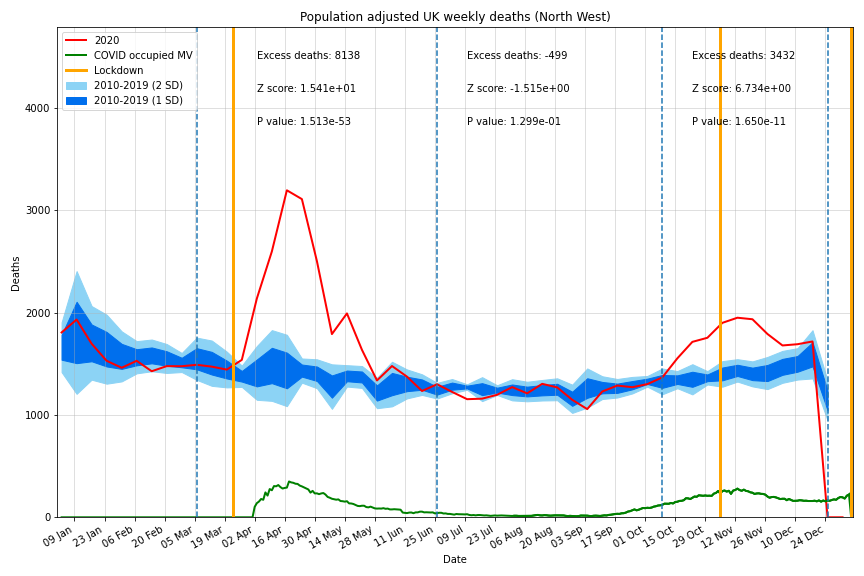 Population adjusted UK weekly deaths (North West)
2020
COVID occupied MV
Lockdown
2010-2019 (2 SD)
2010-2019 (1 SD)
Excess deaths: 8138
Z score: 1.541e+01
P value: 1.513e-53
Excess deaths: -499
Z score: -1.515e+00
P value: 1.299e-01
Excess deaths: 3432
Z score: 6.734e+00
P value: 1.650e-11
Deaths
4000
3000
2000
1000
0
09 Jan
23 Jan
06 Feb
20 Feb
05 Mar
19 Mar
02 Apr
16 Apr
30 Apr
14 May
28 May
11 Jun
25 Jun
09 Jul
23 Jul
06 Aug
20 Aug
03 Sep
17 Sep
01 Oct
15 Oct
29 Oct
12 Nov
26 Nov
10 Dec
24 Dec
Date